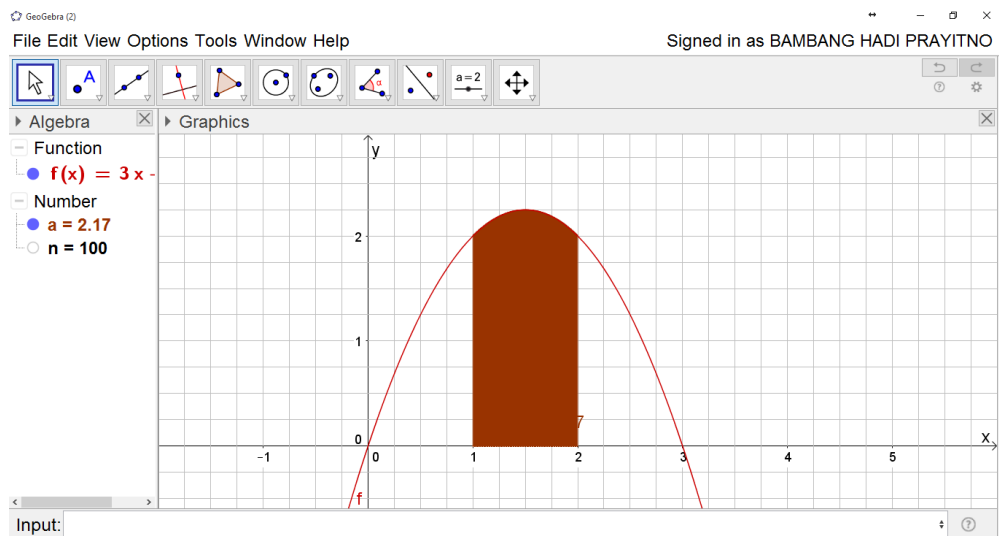 GeoGebra (2)
File Edit View Options Tools Window Help
Signed in as BAMBANG HADI PRAYITNO
A
α
a=2
Algebra
Graphics
Function
f(x) = 3 x -
Number
a = 2.17
n = 100
y
2
1
0
7
x
−1
0
1
2
3
4
5
f
Input: